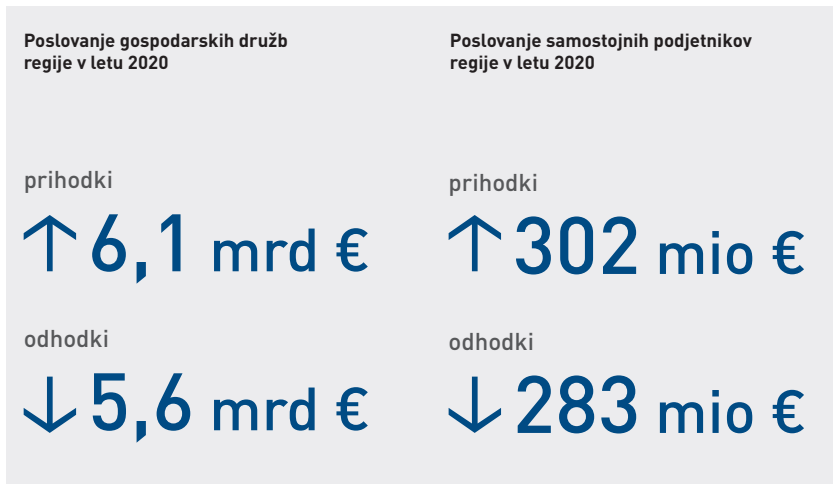 Poslovanje gospodarskih družb
regije v letu 2020
prihodki
↑ 6,1 mrd €
odhodki
↓ 5,6 mrd €
Poslovanje samostojnih podjetnikov
regije v letu 2020
prihodki
↑ 302 mio €
odhodki
↓ 283 mio €